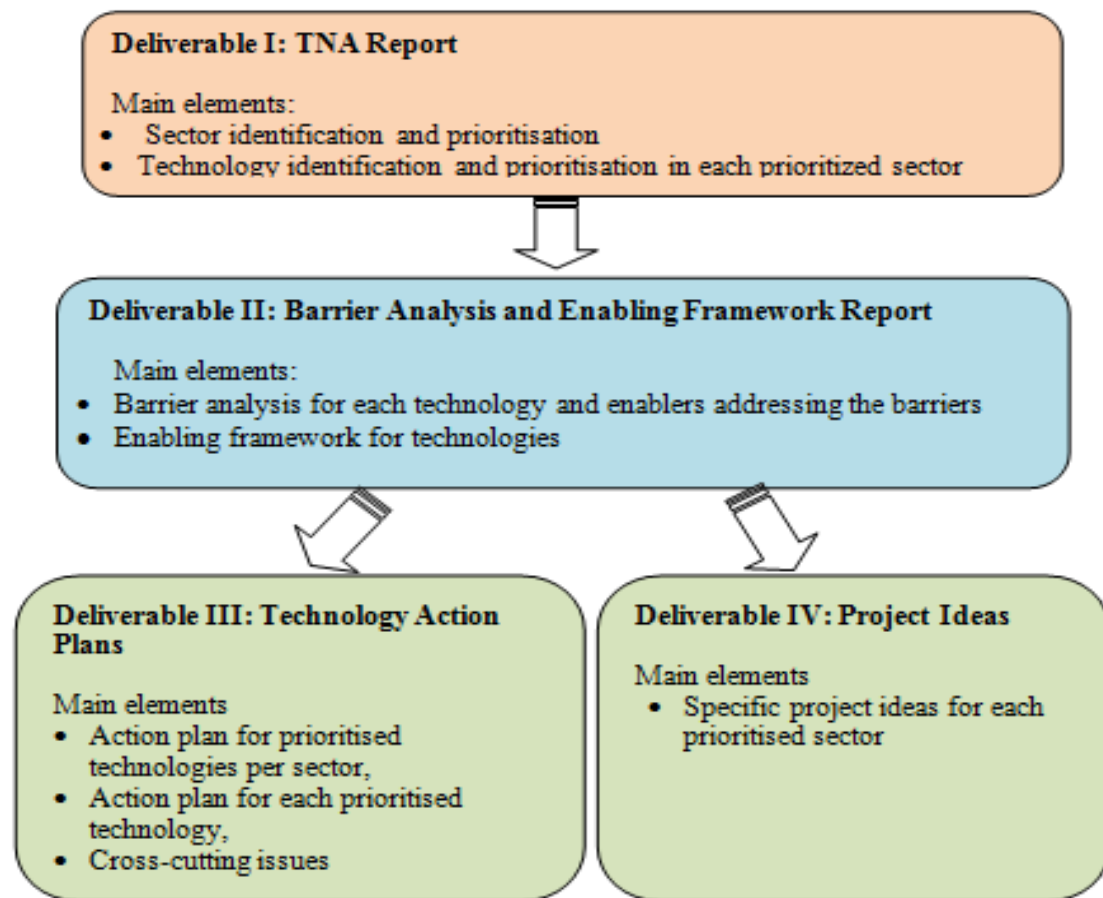 Deliverable I: TNA Report
Main elements:
• Sector identification and prioritisation
• Technology identification and prioritisation in each prioritized sector
Deliverable II: Barrier Analysis and Enabling Framework Report
Main elements:
• Barrier analysis for each technology and enablers addressing the barriers
• Enabling framework for technologies
Deliverable III: Technology Action
Plans
Main elements
• Action plan for prioritised
technologies per sector,
• Action plan for each prioritised
technology,
• Cross-cutting issues
Deliverable IV: Project Ideas
Main elements
• Specific project ideas for each
prioritised sector